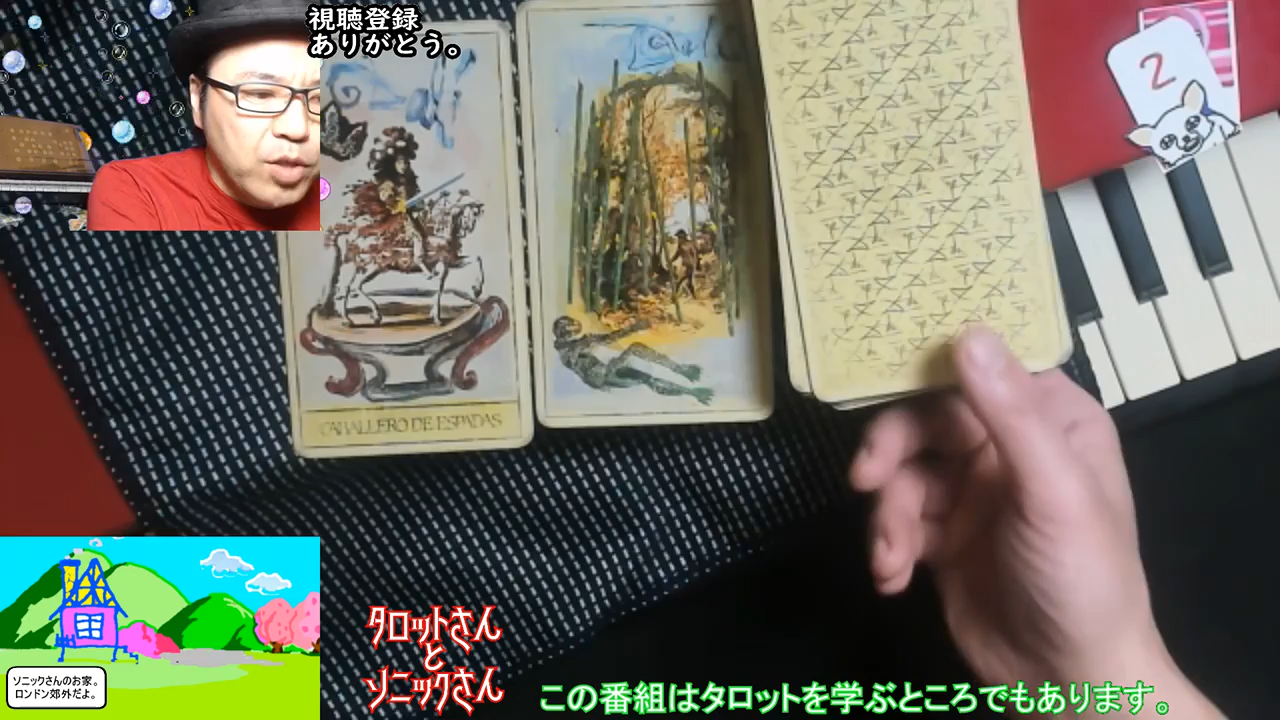 視聴登録
ありがとう。
2
CABALLERO DE ESPADAS
ソニックさんのお家。
ロンドン郊外だよ。
タロットさん
と
ソニックさん
この番組はタロットを学ぶところでもあります。